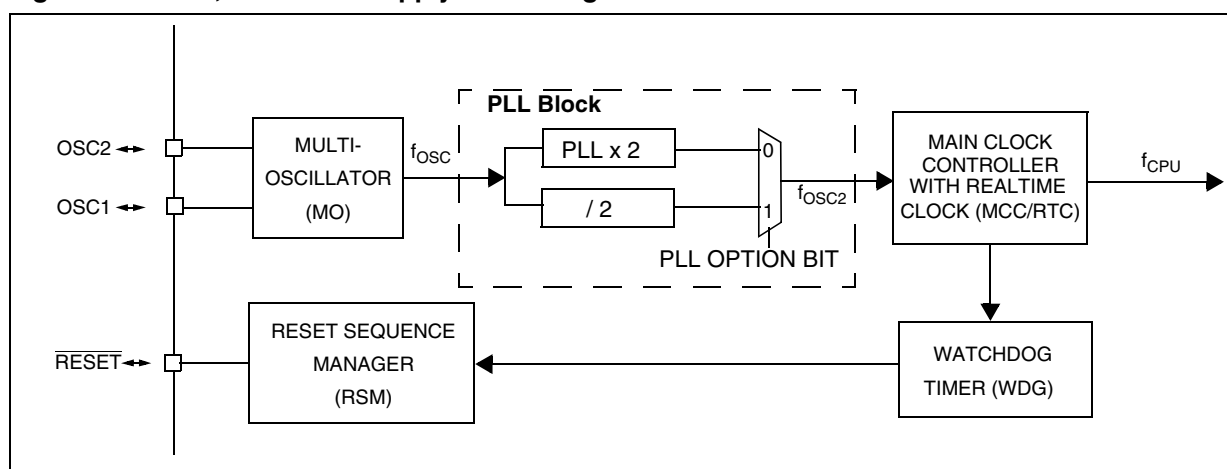 PLL Block
OSC2
OSC1
MULTI-
OSCILLATOR
(MO)
fOSC
PLL x 2
/ 2
0
1
PLL OPTION BIT
fOSC2
MAIN CLOCK
CONTROLLER
WITH REALTIME
CLOCK (MCC/RTC)
fCPU
RESET
RESET SEQUENCE
MANAGER
(RSM)
WATCHDOG
TIMER (WDG)